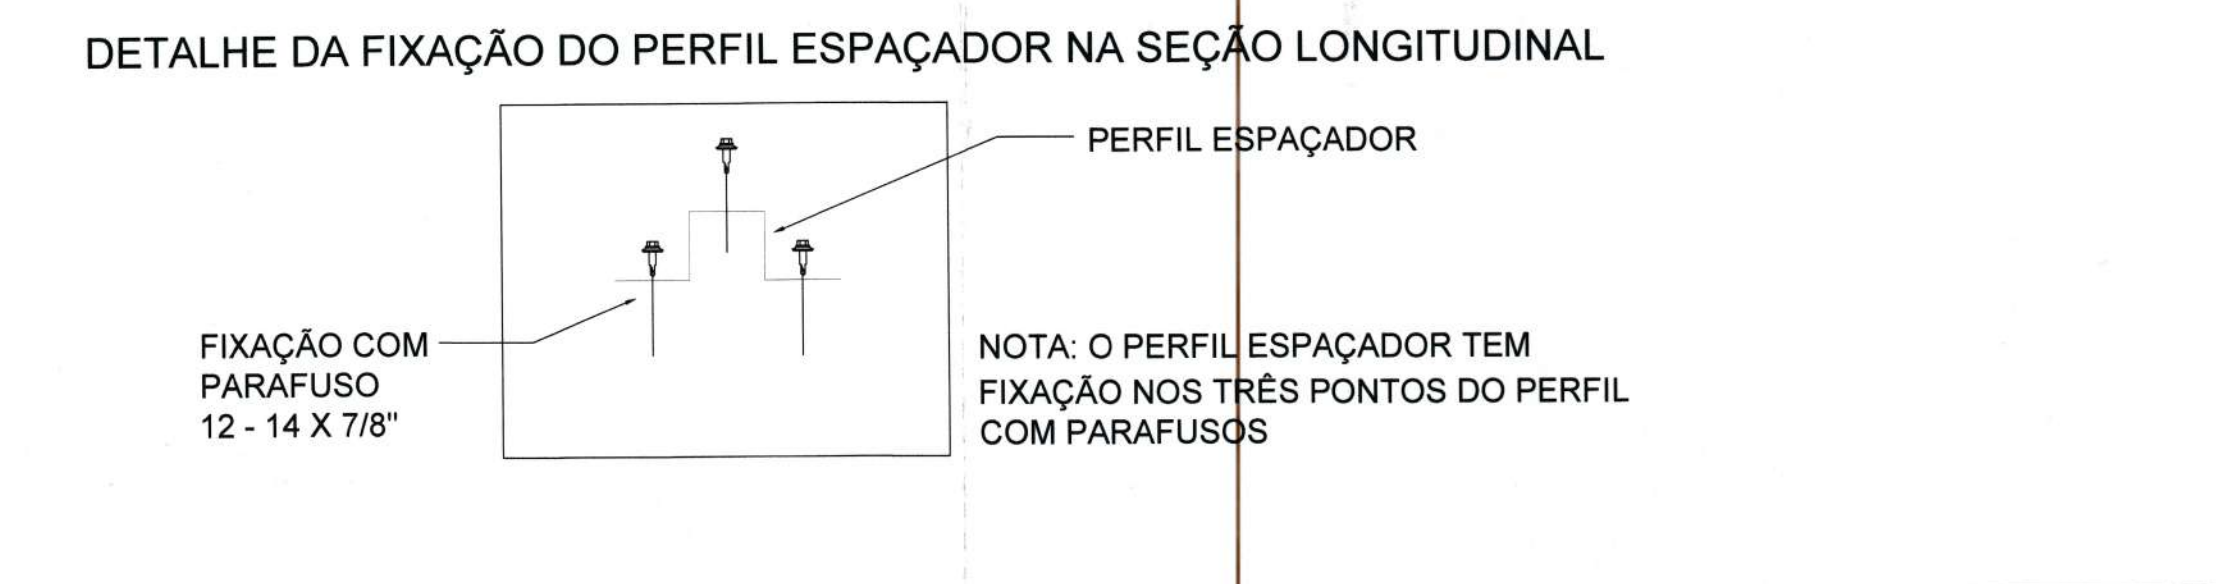 DETALHE DA FIXAÇÃO DO PERFIL ESPAÇADOR NA SEÇÃO LONGITUDINAL
PERFIL ESPAÇADOR
FIXAÇÃO COM
PARAFUSO
12 - 14 X 7/8"
NOTA: O PERFIL ESPAÇADOR TEM
FIXAÇÃO NOS TRÊS PONTOS DO PERFIL
COM PARAFUSOS